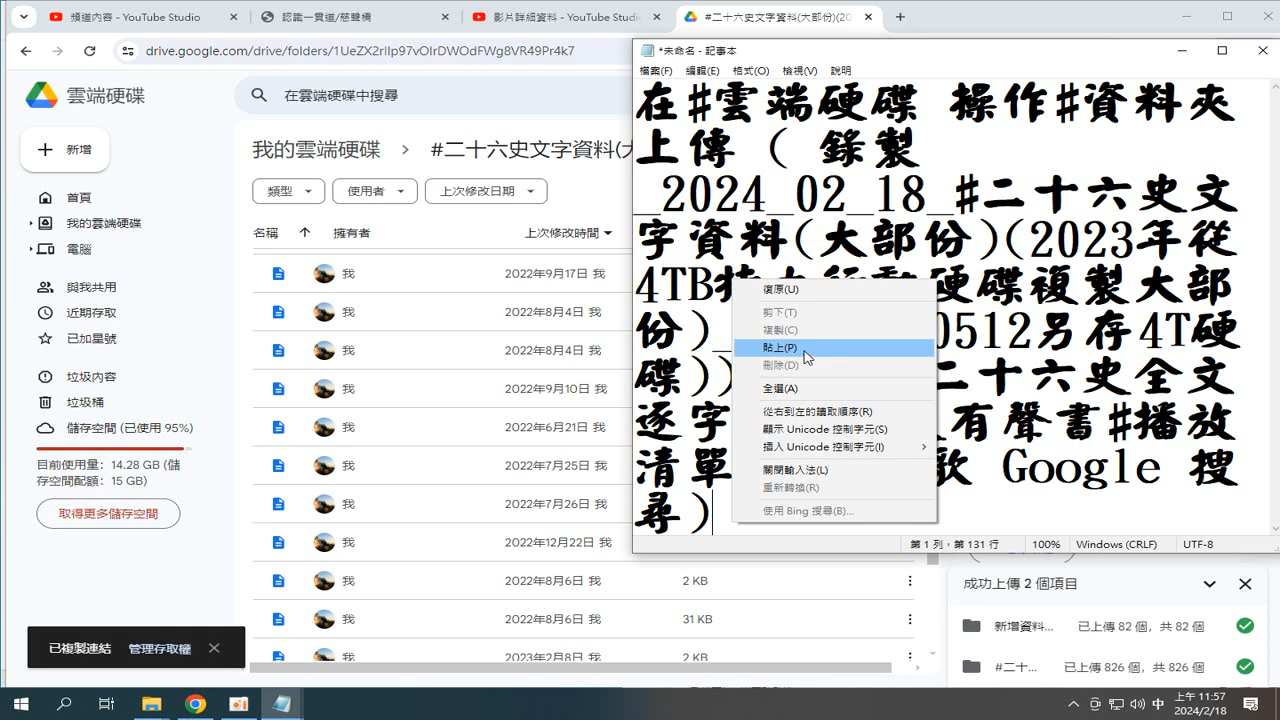 頻道內容 - YouTube Studio
認識一貫道/慈聲機
影片詳細資料 - YouTube Studi
#二十六史文字資料(大部份)(20
drive.google.com/drive/folders/1UeZX2rlIp97vOIrDWOdFWg8VR49Pr4k7
雲端硬碟
在雲端硬碟中搜尋
新增
首頁
我的雲端硬碟
電腦
與我共用
近期存取
已加星號
垃圾內容
垃圾桶
儲存空間 (已使用 95%)
目前使用量：14.28 GB (儲
存空間配額：15 GB)
取得更多儲存空間
我的雲端硬碟 > #二十六史文字資料(大
類型 使用者 上次修改日期
名稱 擁有者 上次修改時間
我 2022年9月17日 我
我 2022年8月4日 我
我 2022年8月4日 我
我 2022年9月10日 我
我 2022年6月21日 我
我 2022年7月25日 我
我 2022年7月26日 我
我 2022年12月22日 我
我 2022年8月6日 我 2 KB
我 2022年8月6日 我 31 KB
我 2023年2月8日 我 2 KB
*未命名 - 記事本
檔案(F) 編輯(E) 格式(O) 檢視(V) 說明
在#雲端硬碟 操作#資料夾
上傳 ( 錄製
_2024_02_18_#二十六史文
字資料(大部份)(2023年從
4TB 硬碟複製大部
份)_ 0512另存4T硬
碟)) 二十六史全文
逐字 有聲書#播放
清單 歌 Google 搜
尋)
復原(U)
剪下(T)
複製(C)
貼上(P)
刪除(D)
全選(A)
從右到左的讀取順序(R)
顯示 Unicode 控制字元(S)
插入 Unicode 控制字元(I)
關閉輸入法(L)
重新轉換(R)
使用 Bing 搜尋(B)...
第 1 列，第 131 行 100% Windows (CRLF) UTF-8
成功上傳 2 個項目
新增資料... 已上傳 82 個，共 82 個
#二十... 已上傳 826 個，共 826 個
已複製連結 管理存取權
中
上午 11:57
2024/2/18